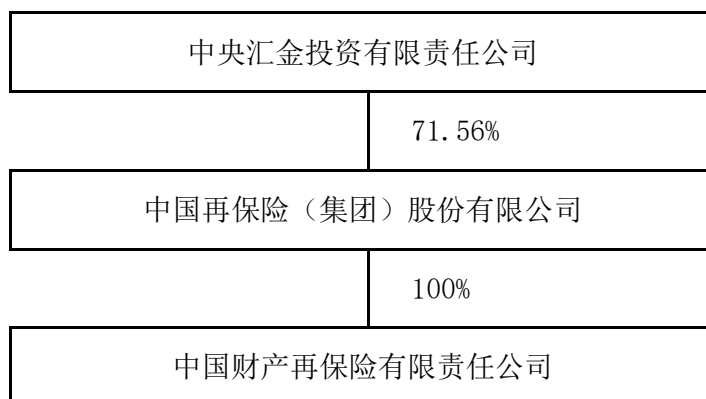 中央汇金投资有限责任公司
71.56%
中国再保险（集团）股份有限公司
100%
中国财产再保险有限责任公司